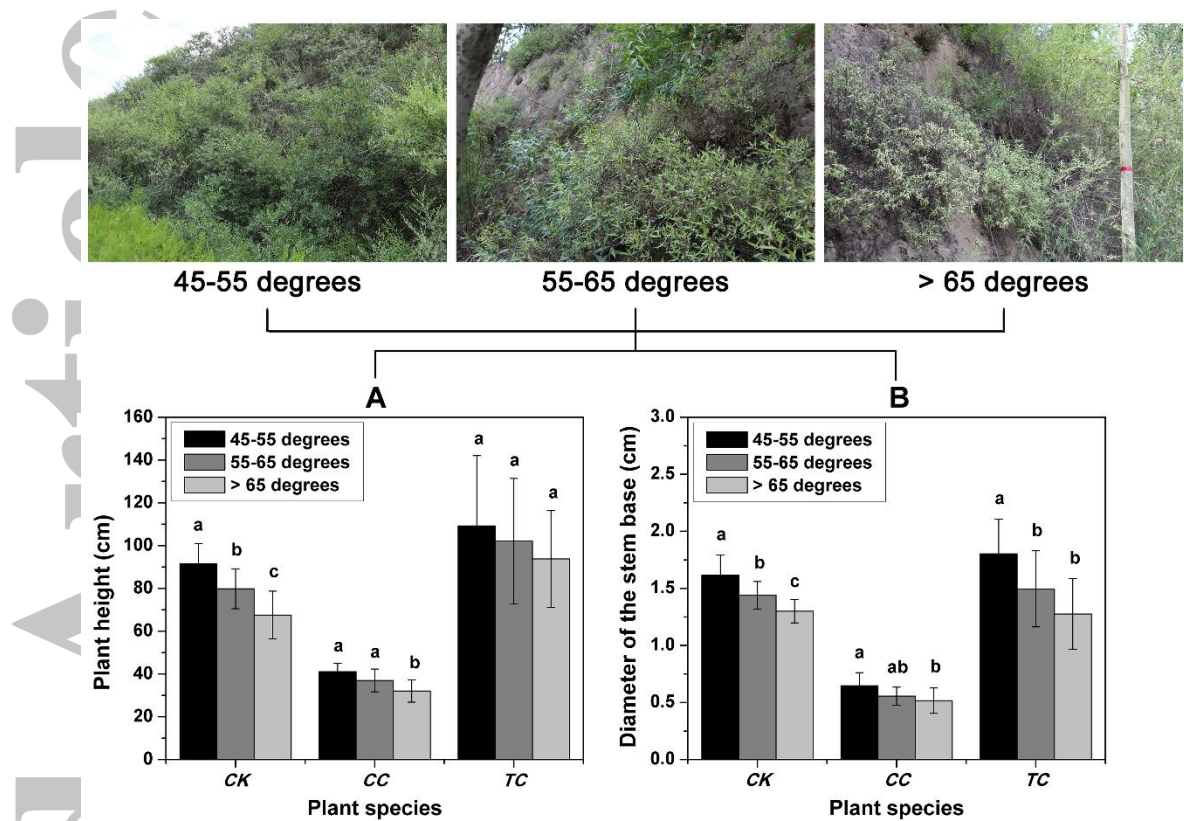 45-55 degrees
55-65 degrees
> 65 degrees
A
B
160
140
120
100
80
60
40
20
0
Plant height (cm)
45-55 degrees
55-65 degrees
> 65 degrees
a
b
c
a
a
b
a
a
a
CK
CC
TC
Plant species
3.0
2.5
2.0
1.5
1.0
0.5
0.0
Diameter of the stem base (cm)
45-55 degrees
55-65 degrees
> 65 degrees
a
b
c
a
ab
b
a
b
b
CK
CC
TC
Plant species